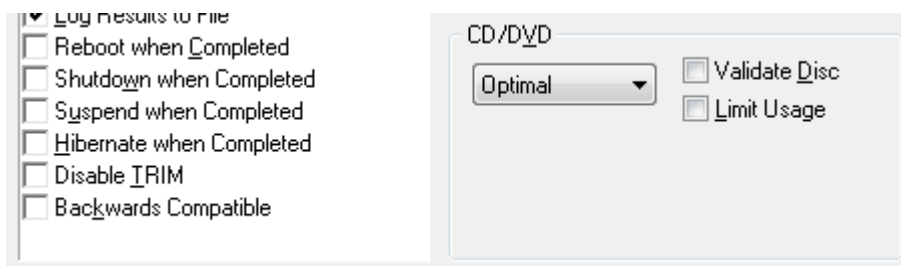 Log Results to File
Reboot when Completed
Shutdown when Completed
Suspend when Completed
Hibernate when Completed
Disable TRIM
Backwards Compatible
CD/DVD
Optimal
Validate Disc
Limit Usage